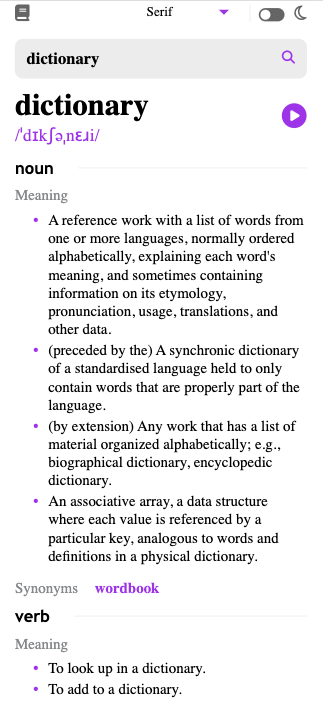 Serif
dictionary
dictionary
/ˈdɪkʃəˌnɛɹi/
noun
Meaning
A reference work with a list of words from
one or more languages, normally ordered
alphabetically, explaining each word's
meaning, and sometimes containing
information on its etymology,
pronunciation, usage, translations, and
other data.
(preceded by the) A synchronic dictionary
of a standardised language held to only
contain words that are properly part of the
language.
(by extension) Any work that has a list of
material organized alphabetically; e.g.,
biographical dictionary, encyclopedic
dictionary.
An associative array, a data structure
where each value is referenced by a
particular key, analogous to words and
definitions in a physical dictionary.
Synonyms wordbook
verb
Meaning
To look up in a dictionary.
To add to a dictionary.